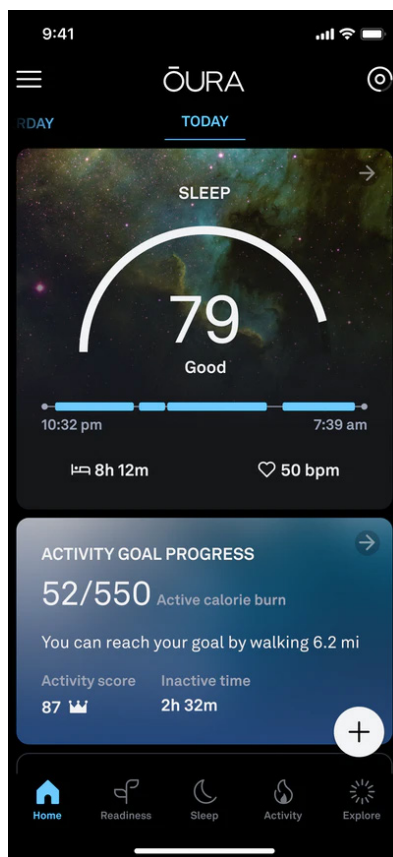 9:41
ŌURA
RDAY TODAY
SLEEP
79
Good
10:32 pm 7:39 am
8h 12m 50 bpm
ACTIVITY GOAL PROGRESS
52/550 Active calorie burn
You can reach your goal by walking 6.2 mi
Activity score Inactive time
87 2h 32m
Home Readiness Sleep Activity Explore